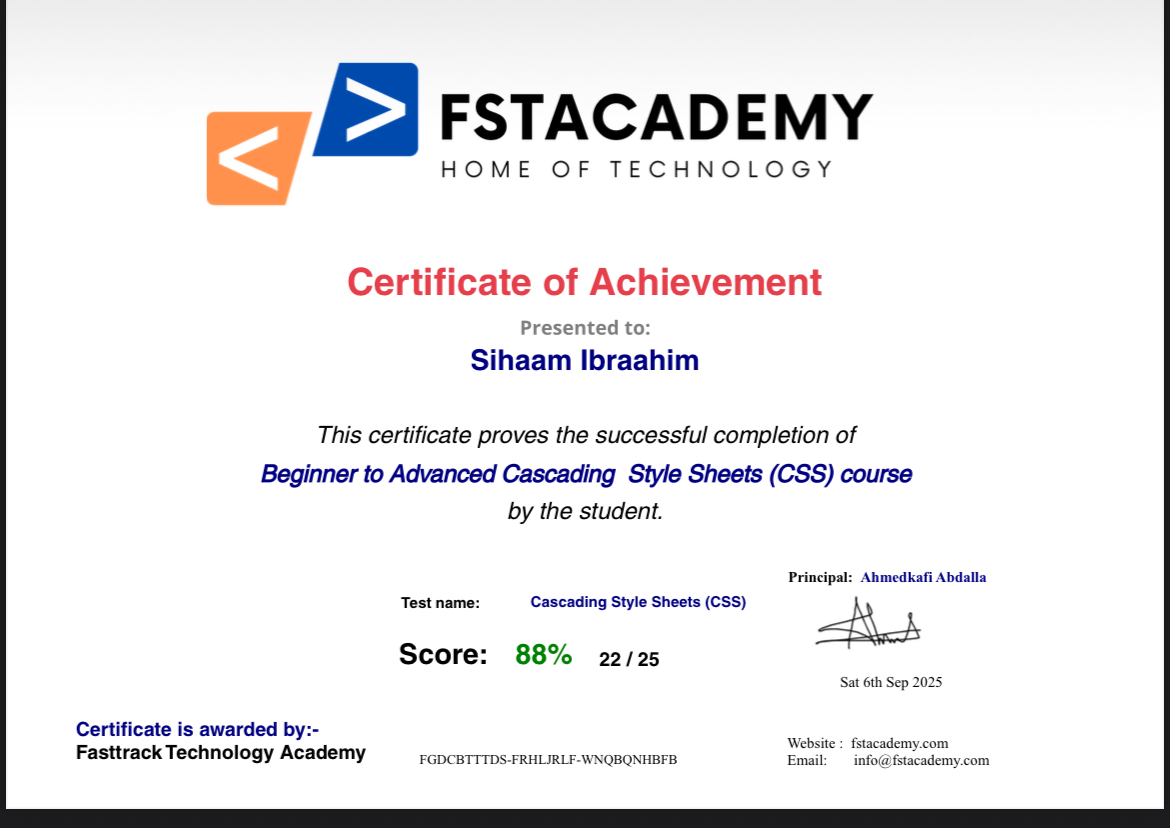 FSTACADEMY
HOME OF TECHNOLOGY
Certificate of Achievement
Presented to:
Sihaam Ibraahim
This certificate proves the successful completion of
Beginner to Advanced Cascading Style Sheets (CSS) course
by the student.
Principal: Ahmedkafi Abdalla
Test name: Cascading Style Sheets (CSS)
Score: 88% 22 / 25
Sat 6th Sep 2025
Certificate is awarded by:-
Fasttrack Technology Academy
FGDCBTTTDS-FRHLJRLF-WNQBQNHBFB
Website : fstacademy.com
Email: info@fstacademy.com